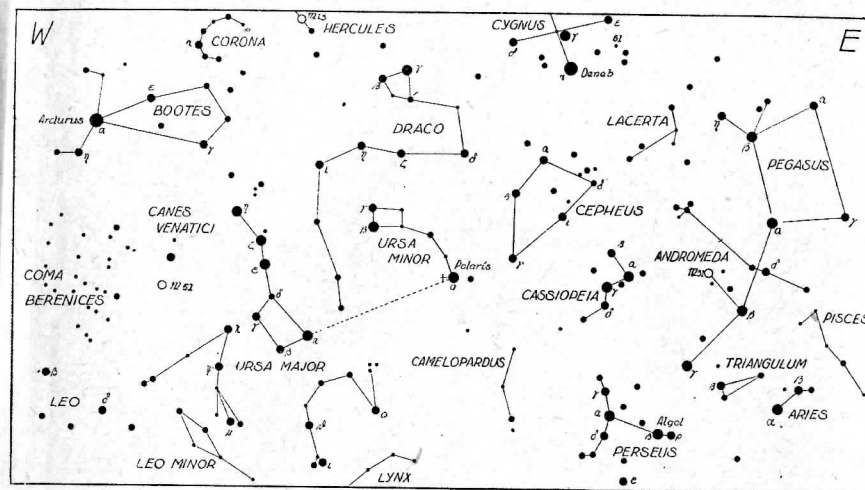 W
E
CORONA
M13
HERCULES
CYGNUS
ε
61
γ
δ
Deneb
Arcturus
α
ε
BOOTES
γ
η
β
γ
DRACO
ι
η
ζ
δ
LACERTA
η
β
α
PEGASUS
α
γ
CANES
VENATICI
M51
η
ζ
ε
δ
γ
β
α
URSA MAJOR
γ
β
URSA
MINOR
Polaris
α
α
δ
ι
γ
CEPHEUS
α
γ
δ
CASSIOPEIA
ANDROMEDA
M31
δ
β
γ
PISCES
COMA
BERENICES
β
LEO
δ
λ
μ
LEO MINOR
ο
ι
LYNX
CAMELOPARDUS
γ
α
δ
Algol
β
ρ
PERSEUS
ε
TRIANGULUM
β
β
α
ARIES